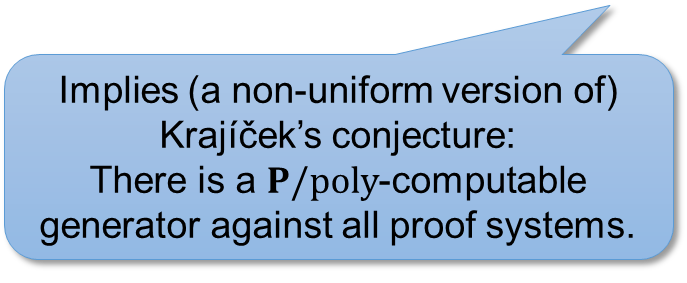 Implies (a non-uniform version of)
Krajíček's conjecture:
There is a P/poly-computable
generator against all proof systems.